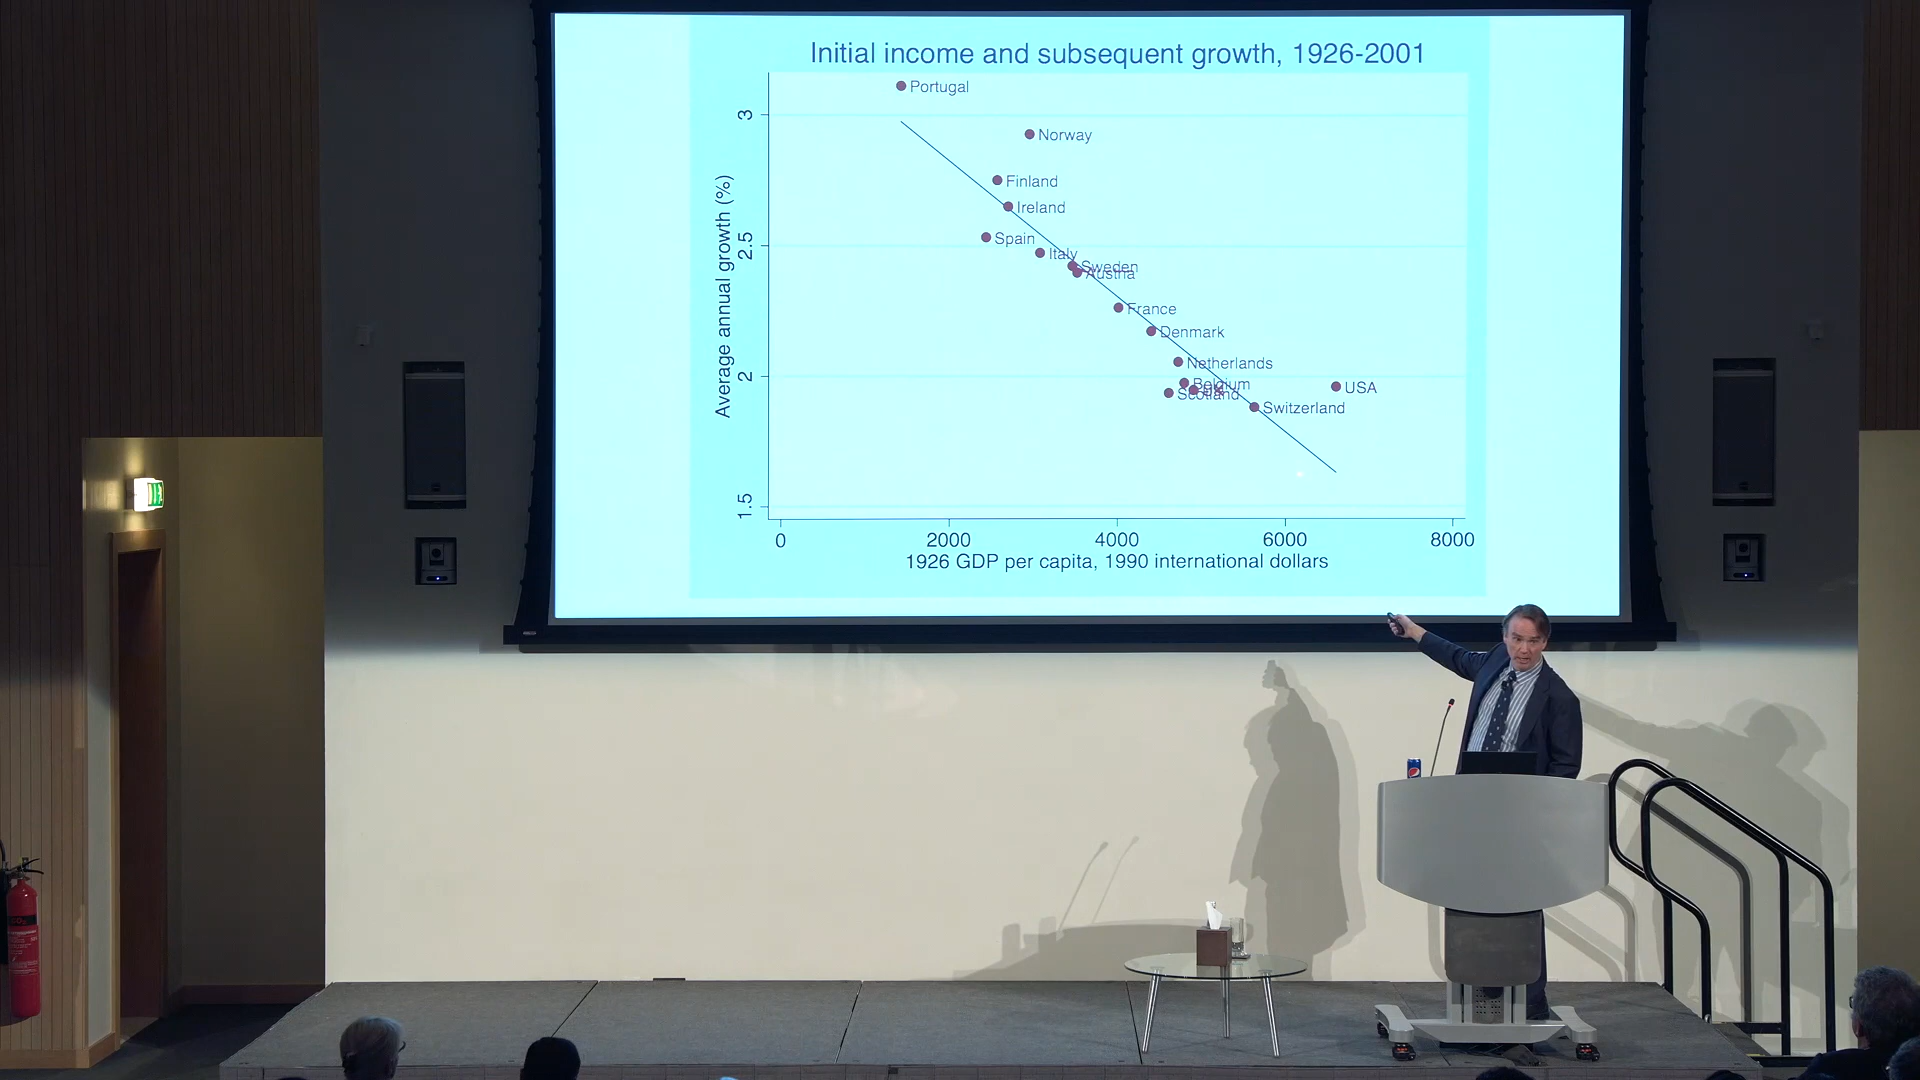 Initial income and subsequent growth, 1926-2001
Portugal
3
Norway
Finland
Ireland
Spain
2.5
Italy
Sweden
Austria
France
Denmark
Netherlands
2
Belgium
USA
Scotland
Switzerland
1.5
Average annual growth (%)
0 2000 4000 6000 8000
1926 GDP per capita, 1990 international dollars